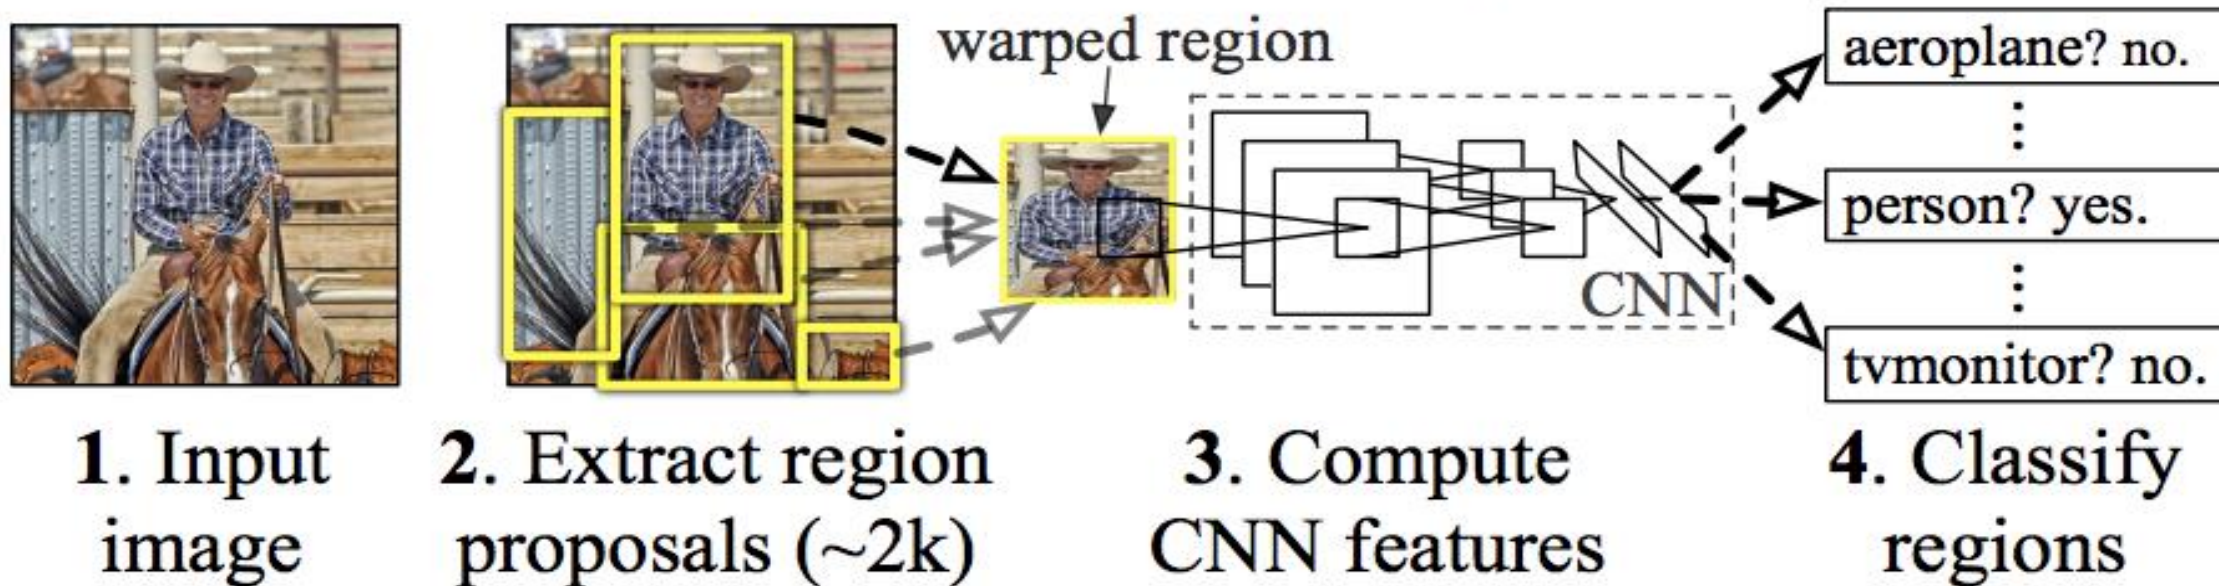 warped region
aeroplane? no.
person? yes.
CNN
tvmonitor? no.
1. Input
image
2. Extract region
proposals (~2k)
3. Compute
CNN features
4. Classify
regions